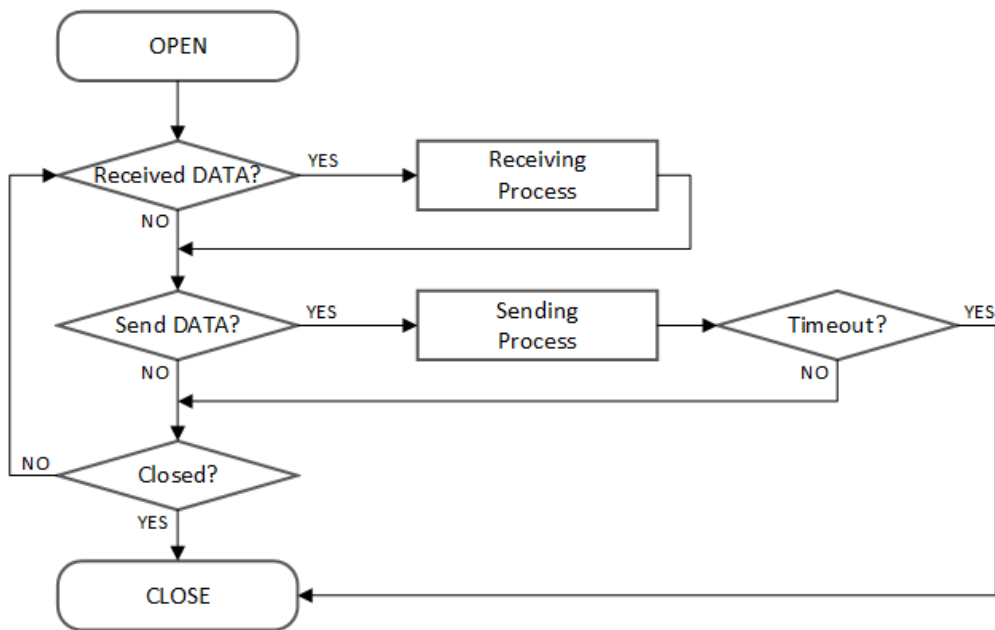 OPEN
Received DATA?
YES
Receiving
Process
NO
Send DATA?
YES
Sending
Process
Timeout?
YES
NO
NO
Closed?
NO
YES
CLOSE